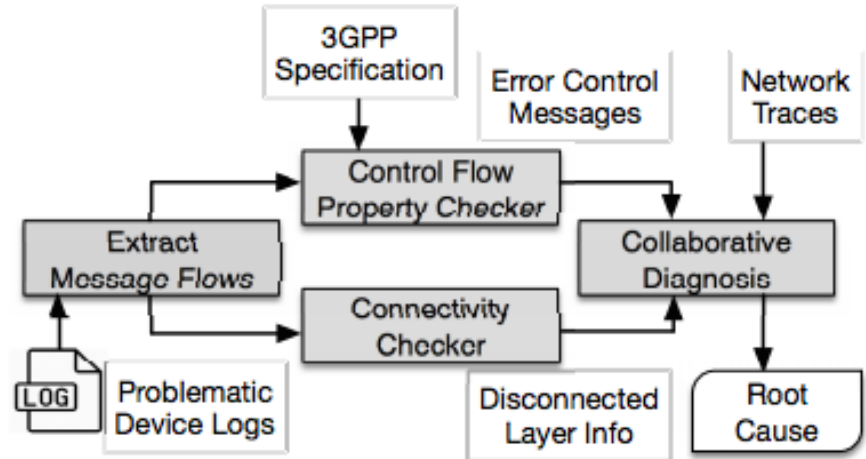 3GPP
Specification
Error Control
Messages
Network
Traces
Control Flow
Property Checker
Extract
Message Flows
Collaborative
Diagnosis
Connectivity
Checker
LOG
Problematic
Device Logs
Disconnected
Layer Info
Root
Cause